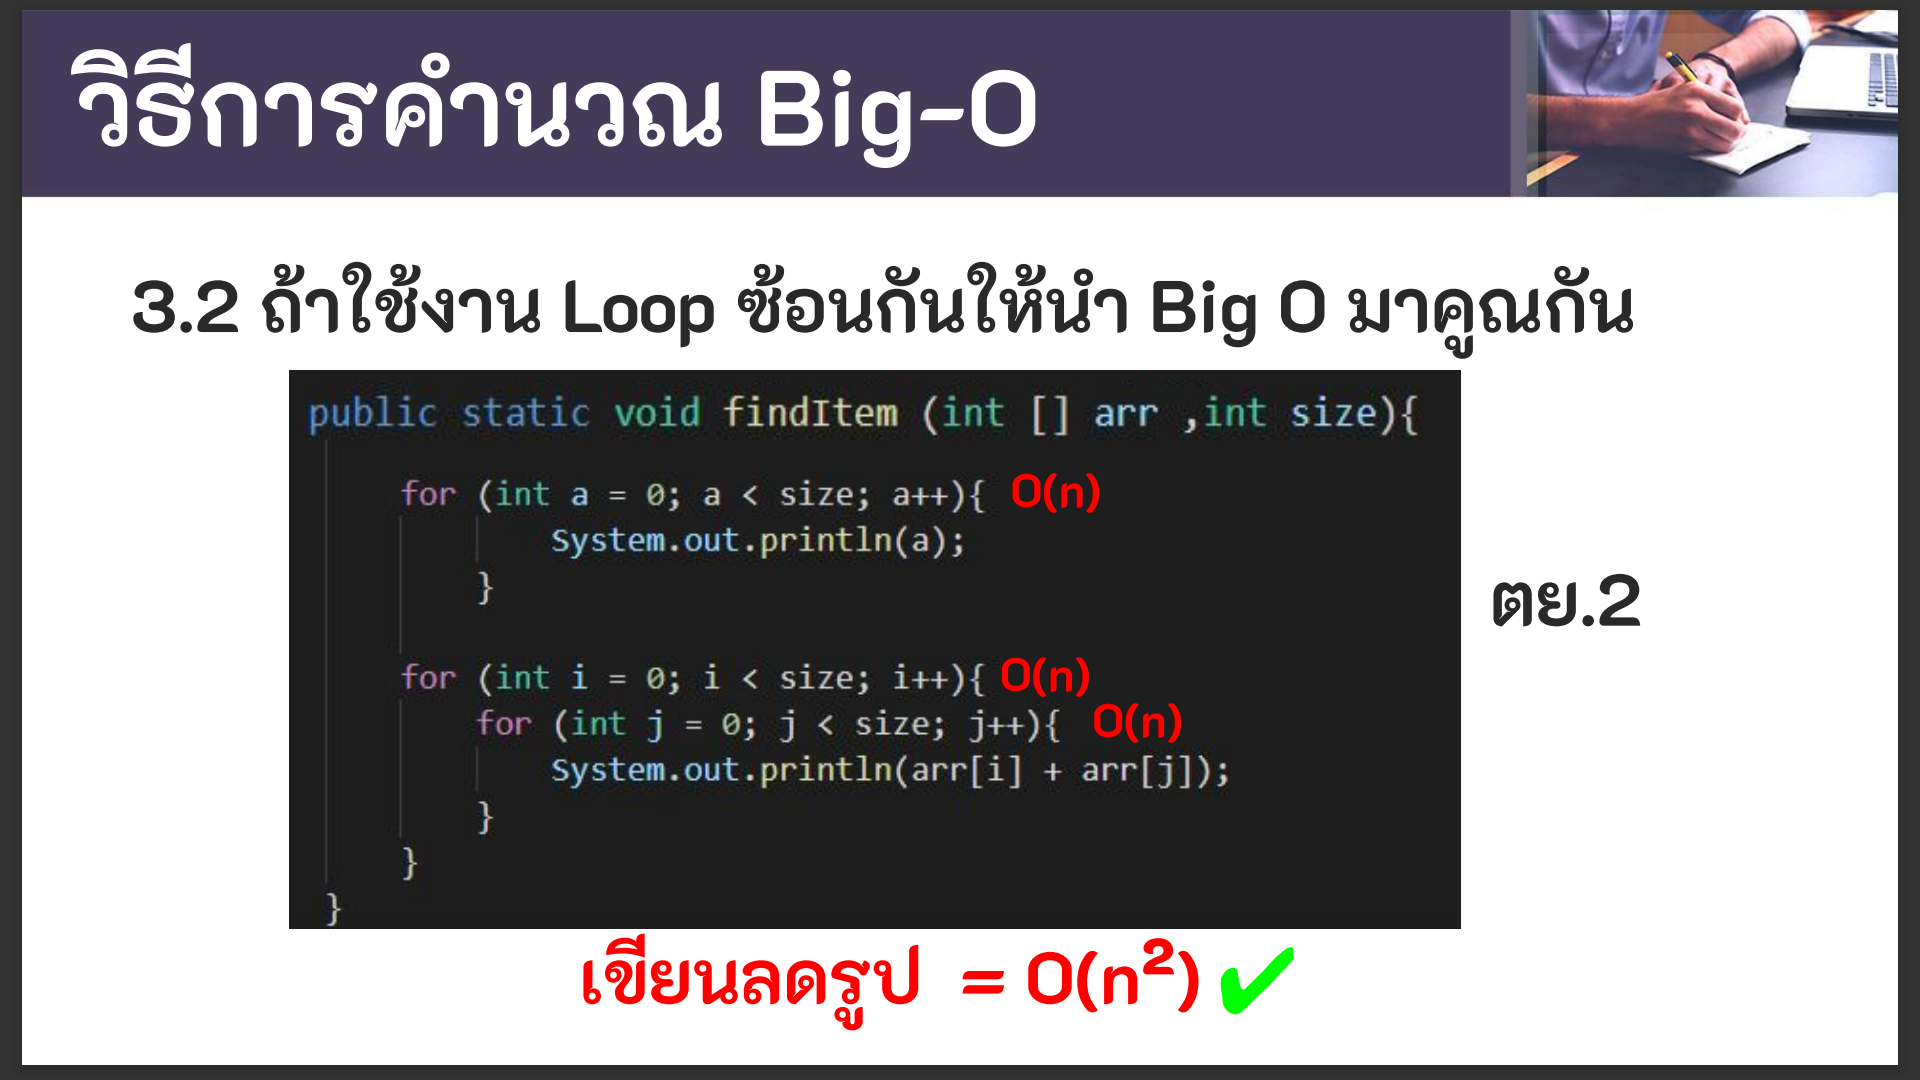 วิธีการคำนวณ Big-O
3.2 ถ้าใช้งาน Loop ซ้อนกันให้นำ Big O มาคูณกัน
public static void findItem (int [] arr ,int size){
for (int a = 0; a < size; a++){ O(n)
System.out.println(a);
}
for (int i = 0; i < size; i++){ O(n)
for (int j = 0; j < size; j++){ O(n)
System.out.println(arr[i] + arr[j]);
}
}
}
ตย.2
เขียนลดรูป = O(n²) ✔